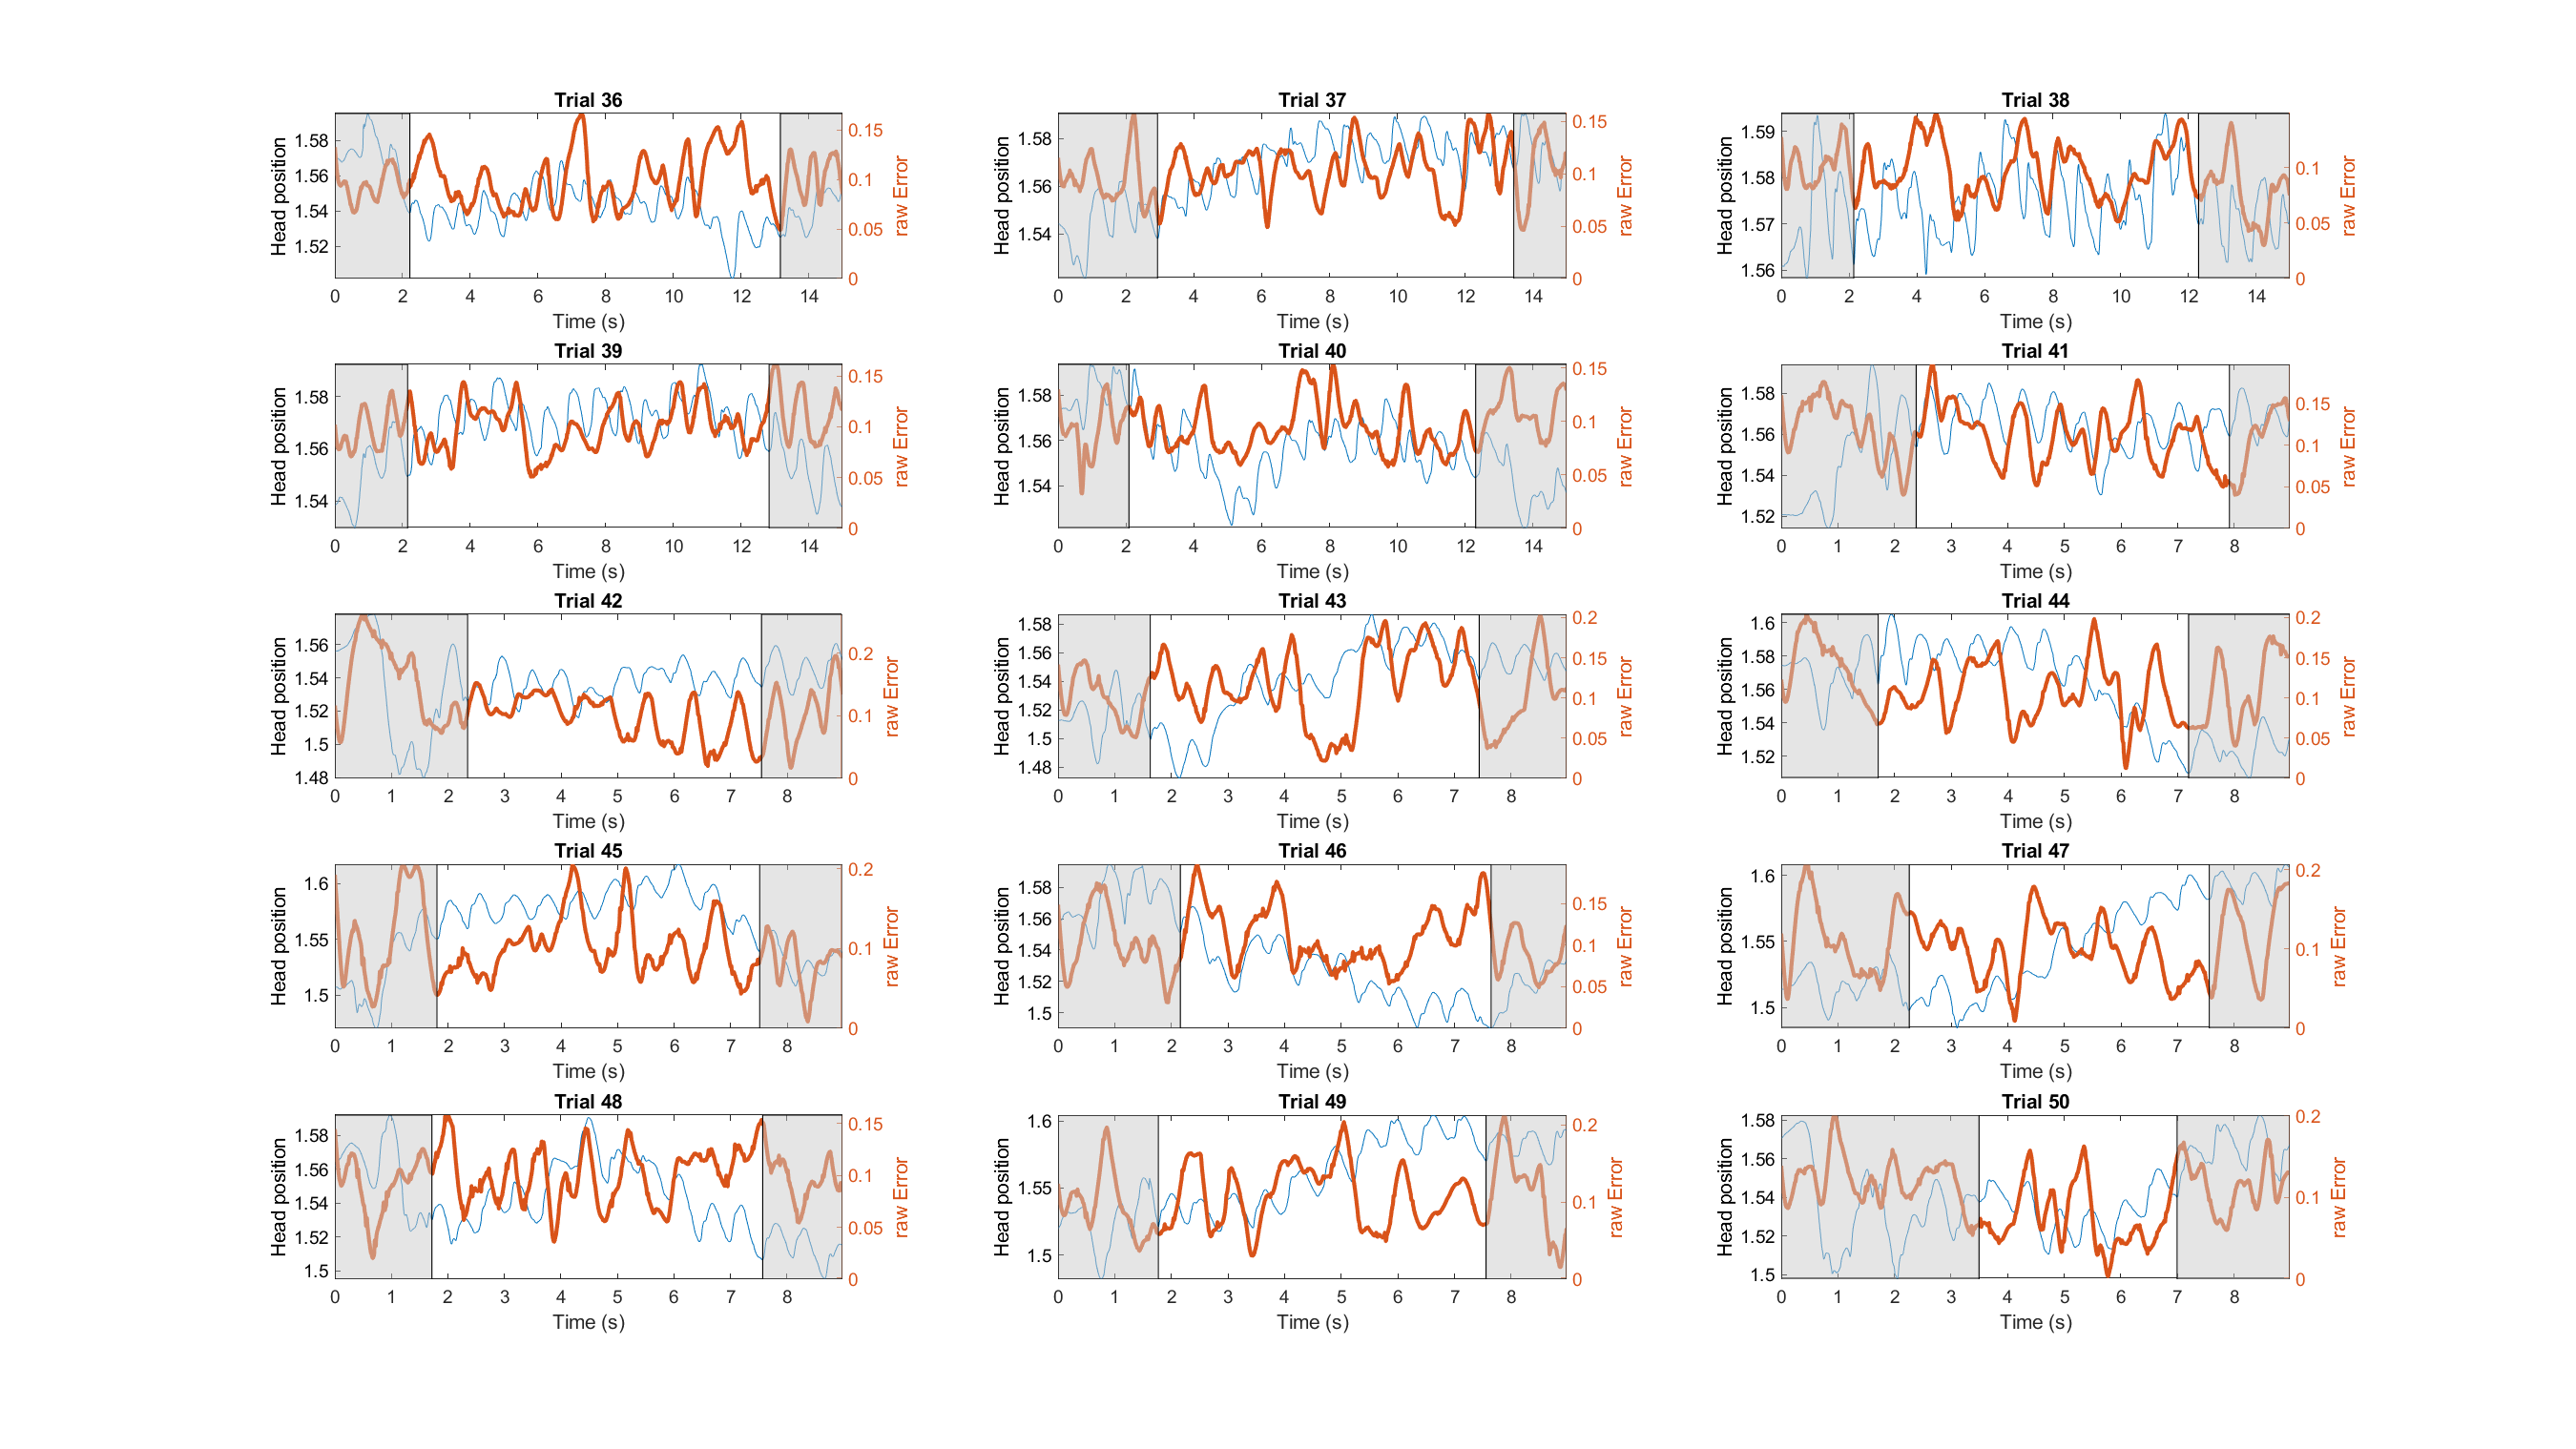 Trial 36
Head position
1.58
1.56
1.54
1.52
0.15
0.1
0.05
0
raw Error
0 2 4 6 8 10 12 14
Time (s)
Trial 37
Head position
1.58
1.56
1.54
0.15
0.1
0.05
0
raw Error
0 2 4 6 8 10 12 14
Time (s)
Trial 38
Head position
1.59
1.58
1.57
1.56
0.1
0.05
0
raw Error
0 2 4 6 8 10 12 14
Time (s)
Trial 39
Head position
1.58
1.56
1.54
0.15
0.1
0.05
0
raw Error
0 2 4 6 8 10 12 14
Time (s)
Trial 40
Head position
1.58
1.56
1.54
0.15
0.1
0.05
0
raw Error
0 2 4 6 8 10 12 14
Time (s)
Trial 41
Head position
1.58
1.56
1.54
1.52
0.15
0.1
0.05
0
raw Error
0 1 2 3 4 5 6 7 8
Time (s)
Trial 42
Head position
1.56
1.54
1.52
1.5
1.48
0.2
0.1
0
raw Error
0 1 2 3 4 5 6 7 8
Time (s)
Trial 43
Head position
1.58
1.56
1.54
1.52
1.5
1.48
0.2
0.15
0.1
0.05
0
raw Error
0 1 2 3 4 5 6 7 8
Time (s)
Trial 44
Head position
1.6
1.58
1.56
1.54
1.52
0.2
0.15
0.1
0.05
0
raw Error
0 1 2 3 4 5 6 7 8
Time (s)
Trial 45
Head position
1.6
1.55
1.5
0.2
0.1
0
raw Error
0 1 2 3 4 5 6 7 8
Time (s)
Trial 46
Head position
1.58
1.56
1.54
1.52
1.5
0.15
0.1
0.05
0
raw Error
0 1 2 3 4 5 6 7 8
Time (s)
Trial 47
Head position
1.6
1.55
1.5
0.2
0.1
0
raw Error
0 1 2 3 4 5 6 7 8
Time (s)
Trial 48
Head position
1.58
1.56
1.54
1.52
1.5
0.15
0.1
0.05
0
raw Error
0 1 2 3 4 5 6 7 8
Time (s)
Trial 49
Head position
1.6
1.55
1.5
0.2
0.1
0
raw Error
0 1 2 3 4 5 6 7 8
Time (s)
Trial 50
Head position
1.58
1.56
1.54
1.52
1.5
0.2
0.1
0
raw Error
0 1 2 3 4 5 6 7 8
Time (s)